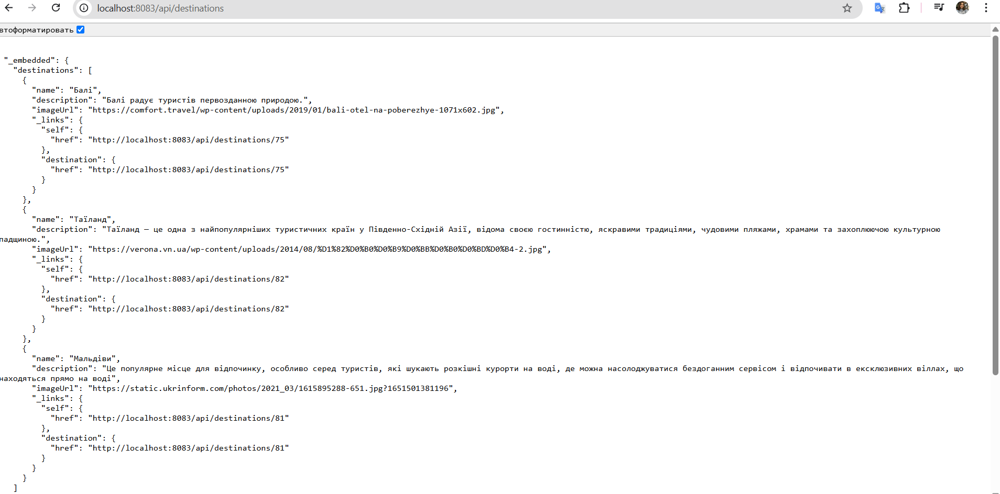 localhost:8083/api/destinations
втоформатировать
"_embedded": {
"destinations": [
{
"name": "Балі",
"description": "Балі радує туристів первозданною природою.",
"imageUrl": "https://comfort.travel/wp-content/uploads/2019/01/bali-otel-na-poberezhye-1071x602.jpg",
"_links": {
"self": {
"href": "http://localhost:8083/api/destinations/75"
},
"destination": {
"href": "http://localhost:8083/api/destinations/75"
}
}
},
{
"name": "Таїланд",
"description": "Таїланд — це одна з найпопулярніших туристичних країн у Південно-Східній Азії, відома своєю гостинністю, яскравими традиціями, чудовими пляжами, храмами та захоплюючою культурною
падщиною.",
"imageUrl": "https://verona.vn.ua/wp-content/uploads/2014/08/%D1%82%D0%B0%D0%B9%D0%BB%D0%B0%D0%BD%D0%B4-2.jpg",
"_links": {
"self": {
"href": "http://localhost:8083/api/destinations/82"
},
"destination": {
"href": "http://localhost:8083/api/destinations/82"
}
}
},
{
"name": "Мальдіви",
"description": "Це популярне місце для відпочинку, особливо серед туристів, які шукають розкішні курорти на воді, де можна насолоджуватися бездоганним сервісом і відпочивати в ексклюзивних віллах, що
находяться прямо на воді",
"imageUrl": "https://static.ukrinform.com/photos/2021_03/1615895288-651.jpg?1651501381196",
"_links": {
"self": {
"href": "http://localhost:8083/api/destinations/81"
},
"destination": {
"href": "http://localhost:8083/api/destinations/81"
}
}
}
]